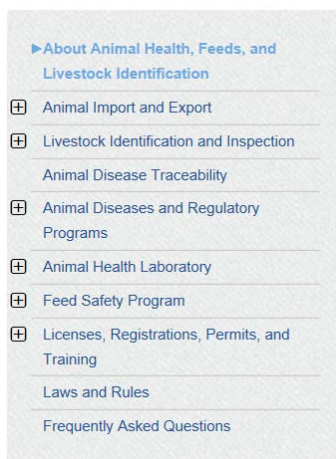 About Animal Health, Feeds, and
Livestock Identification
Animal Import and Export
Livestock Identification and Inspection
Animal Disease Traceability
Animal Diseases and Regulatory
Programs
Animal Health Laboratory
Feed Safety Program
Licenses, Registrations, Permits, and
Training
Laws and Rules
Frequently Asked Questions